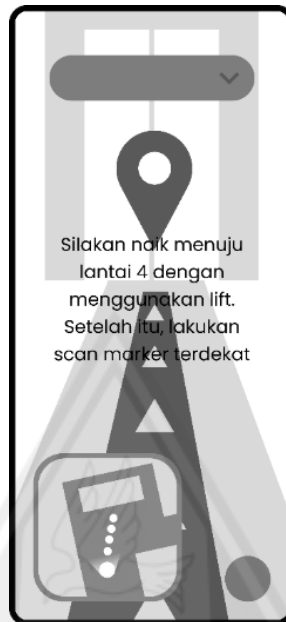 Silakan naik menuju
lantai 4 dengan
menggunakan lift.
Setelah itu, lakukan
scan marker terdekat